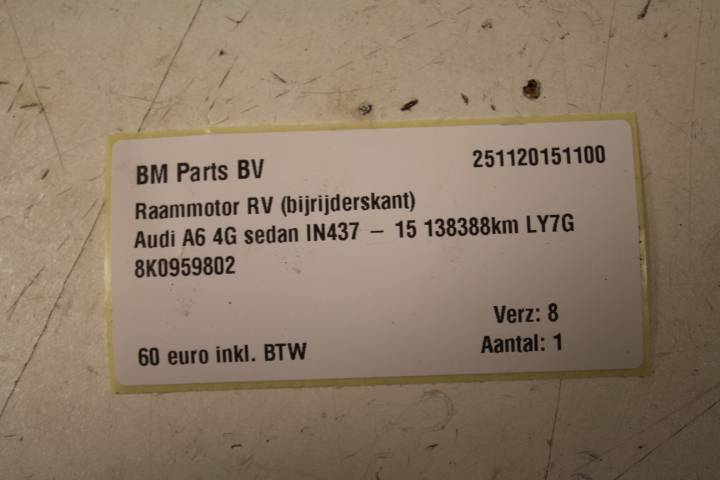 BM Parts BV 251120151100
Raammotor RV (bijrijderskant)
Audi A6 4G sedan IN437 – 15 138388km LY7G
8K0959802
Verz: 8
60 euro inkl. BTW Aantal: 1